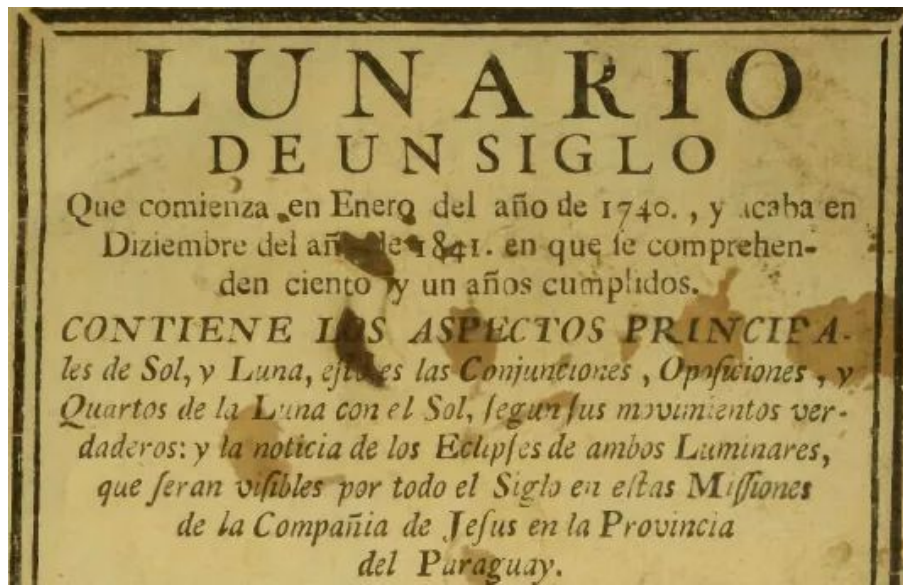 LUNARIO
DE UN SIGLO
Que comienza en Enero del año de 1740. , y acaba en
Diziembre del año de 1841. en que ſe comprehen-
den ciento y un años cumplidos.
CONTIENE LOS ASPECTOS PRINCIPA-
les de Sol, y Luna, eſto es las Conjunciones , Opoſiciones , y
Quartos de la Luna con el Sol, ſegun ſus movimientos ver-
daderos: y la noticia de los Eclipſes de ambos Luminares,
que ſeran viſibles por todo el Siglo en eſtas Miſſiones
de la Compañia de Jeſus en la Provincia
del Paraguay.